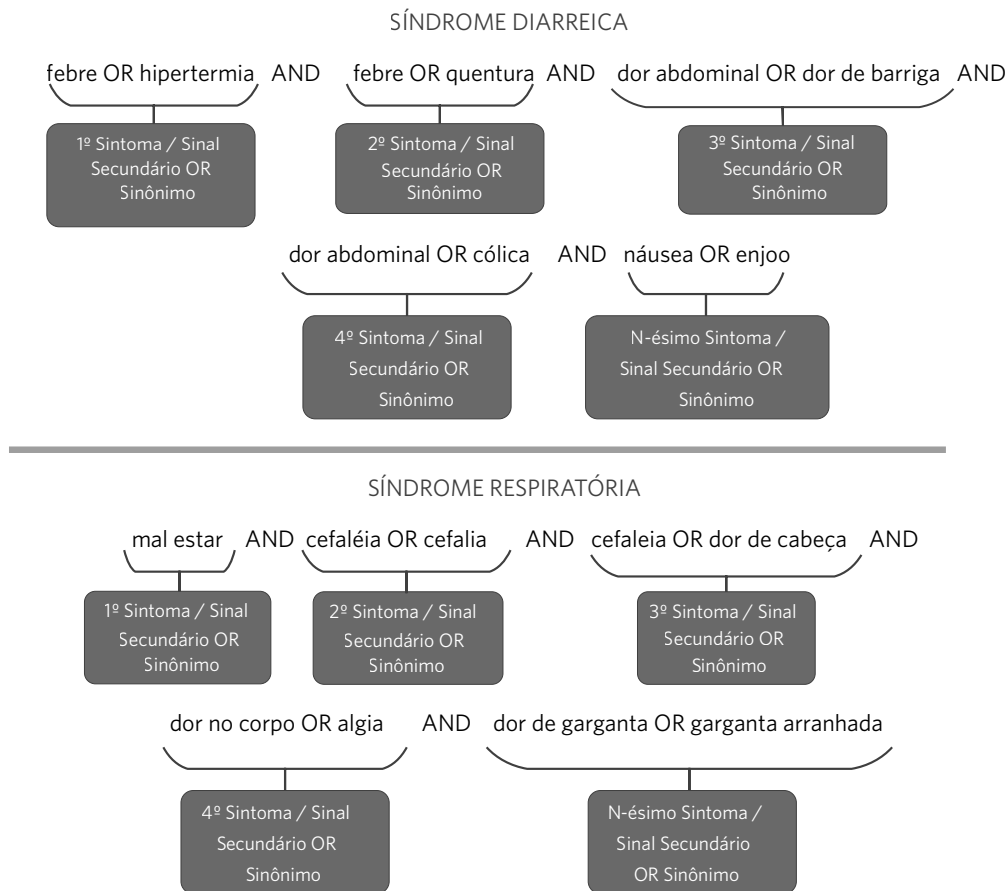 SÍNDROME DIARREICA
febre OR hipertermia AND febre OR quentura AND dor abdominal OR dor de barriga AND
1º Sintoma / Sinal
Secundário OR
Sinônimo
2º Sintoma / Sinal
Secundário OR
Sinônimo
3º Sintoma / Sinal
Secundário OR
Sinônimo
dor abdominal OR cólica AND náusea OR enjoo
4º Sintoma / Sinal
Secundário OR
Sinônimo
N-ésimo Sintoma /
Sinal Secundário OR
Sinônimo
SÍNDROME RESPIRATÓRIA
mal estar AND cefaléia OR cefalia AND cefaleia OR dor de cabeça AND
1º Sintoma / Sinal
Secundário OR
Sinônimo
2º Sintoma / Sinal
Secundário OR
Sinônimo
3º Sintoma / Sinal
Secundário OR
Sinônimo
dor no corpo OR algia AND dor de garganta OR garganta arranhada
4º Sintoma / Sinal
Secundário OR
Sinônimo
N-ésimo Sintoma /
Sinal Secundário
OR Sinônimo